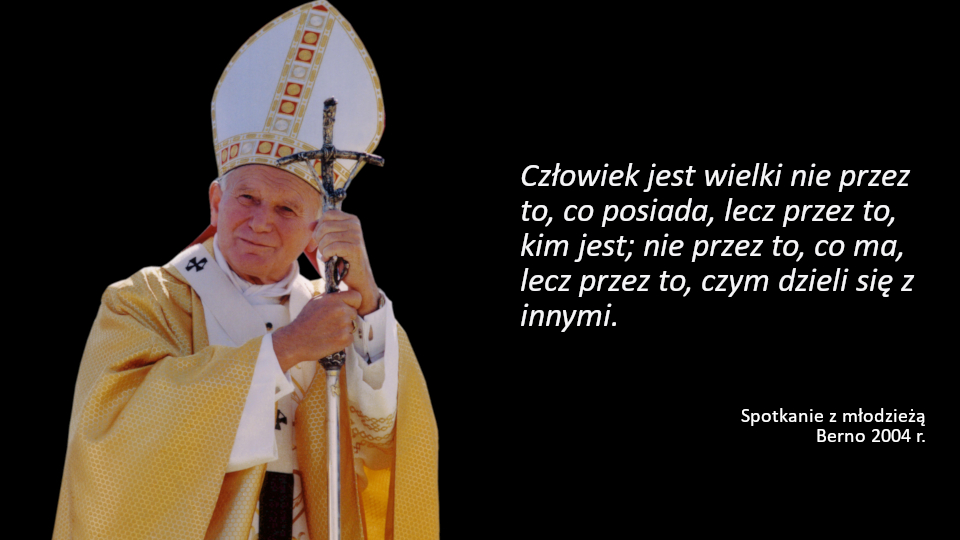 Człowiek jest wielki nie przez
to, co posiada, lecz przez to,
kim jest; nie przez to, co ma,
lecz przez to, czym dzieli się z
innymi.
Spotkanie z młodzieżą
Berno 2004 r.